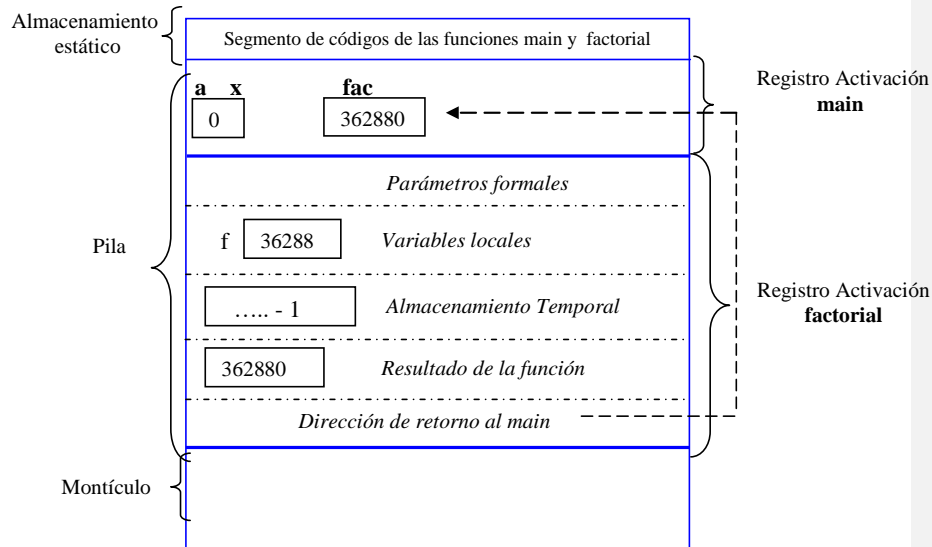 Almacenamiento
estático
Segmento de códigos de las funciones main y factorial
a x fac
0 362880
Registro Activación
main
Pila
Parámetros formales
f 36288 Variables locales
….. - 1 Almacenamiento Temporal
362880 Resultado de la función
Dirección de retorno al main
Registro Activación
factorial
Montículo